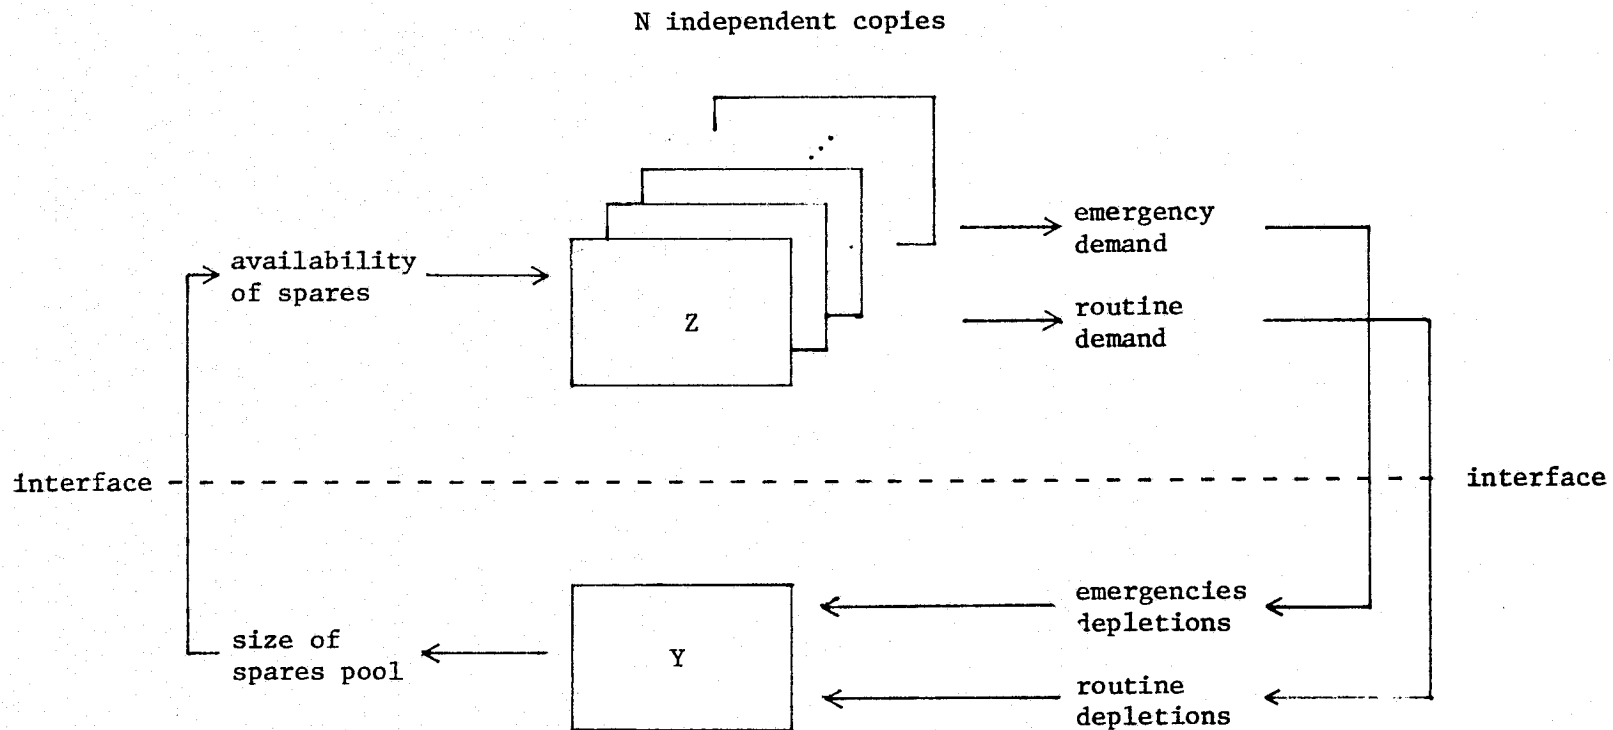 N independent copies
emergency
demand
availability
of spares
routine
demand
Z
interface
interface
emergencies
depletions
size of
spares pool
Y
routine
depletions